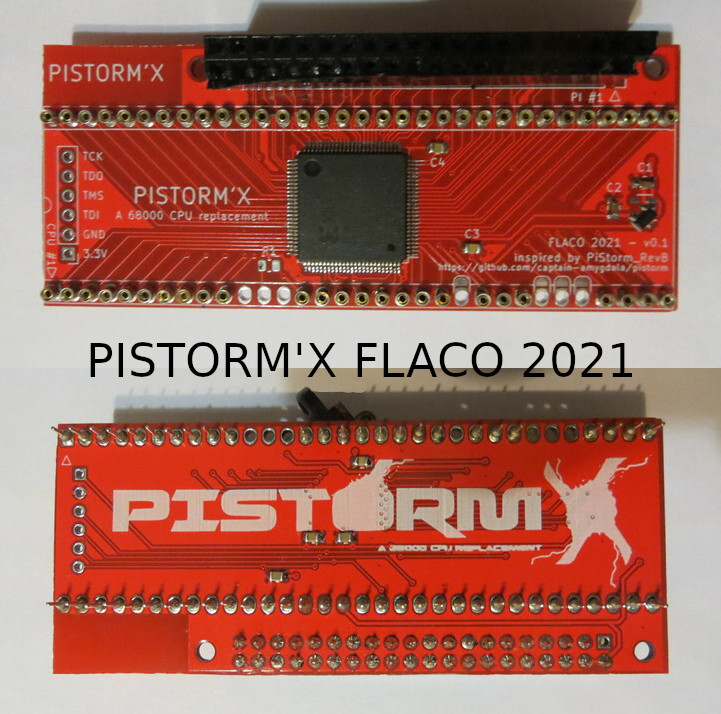 PISTORM'X
PI #1 △
TCK
TDO
TMS
TDI
GND
3.3V
CPU #1
PISTORM'X
A 68000 CPU replacement
R1
C4
C1
C2
C3
FLACO 2021 - v0.1
inspired by PiStorm_RevB
https://github.com/captain-amygdala/pistorm
PISTORM'X FLACO 2021
PISTORMX
A 68000 CPU REPLACEMENT